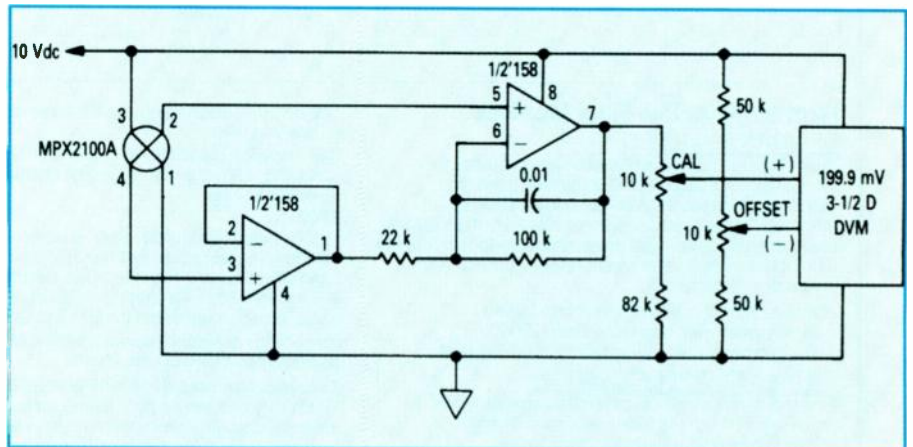 10 Vdc
1/2'158
8
5
+
7
6
−
3
2
MPX2100A
4
1
50 k
CAL
10 k
(+)
199.9 mV
3-1/2 D
DVM
0.01
OFFSET
10 k
(−)
1/2'158
2
−
1
3
+
4
22 k
100 k
82 k
50 k